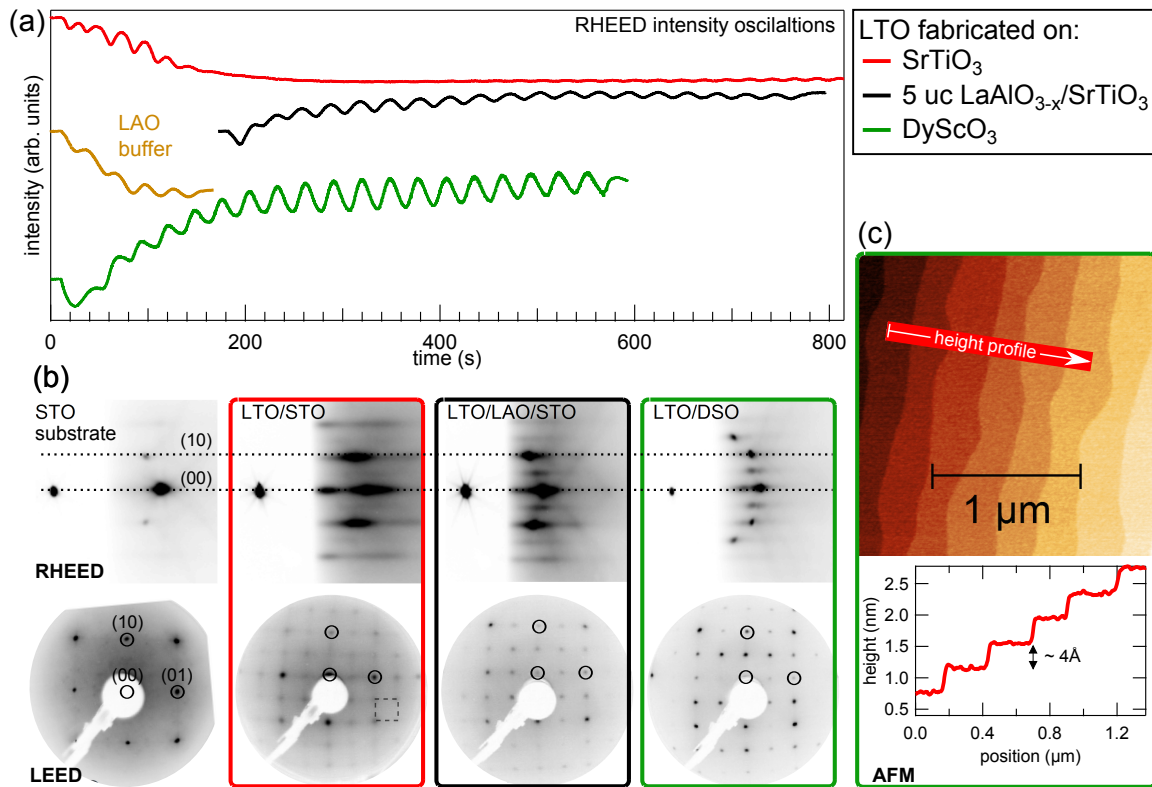 (a)
RHEED intensity oscilaltions
LAO
buffer
intensity (arb. units)
0
200
400
600
800
time (s)
LTO fabricated on:
SrTiO3
5 uc LaAlO3-x/SrTiO3
DyScO3
(b)
STO
substrate
(10)
(00)
RHEED
LTO/STO
LTO/LAO/STO
LTO/DSO
(10)
(00)
(01)
LEED
(c)
height profile
1 µm
2.5
2.0
1.5
1.0
0.5
height (nm)
~ 4Å
0.0
0.4
0.8
1.2
position (µm)
AFM